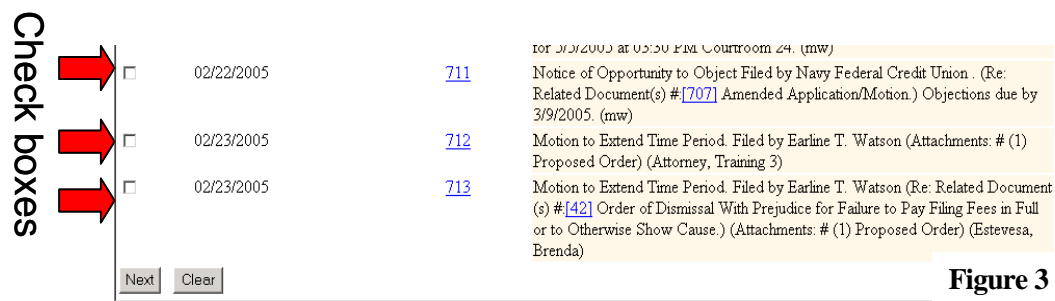 Check boxes
for 5/5/2005 at 03:30 PM Courtroom 24. (mw)
02/22/2005 711 Notice of Opportunity to Object Filed by Navy Federal Credit Union . (Re:
Related Document(s) #:[707] Amended Application/Motion.) Objections due by
3/9/2005. (mw)
02/23/2005 712 Motion to Extend Time Period. Filed by Earline T. Watson (Attachments: # (1)
Proposed Order) (Attorney, Training 3)
02/23/2005 713 Motion to Extend Time Period. Filed by Earline T. Watson (Re: Related Document
(s) #:[42] Order of Dismissal With Prejudice for Failure to Pay Filing Fees in Full
or to Otherwise Show Cause.) (Attachments: # (1) Proposed Order) (Estevesa,
Brenda)
Next Clear
Figure 3